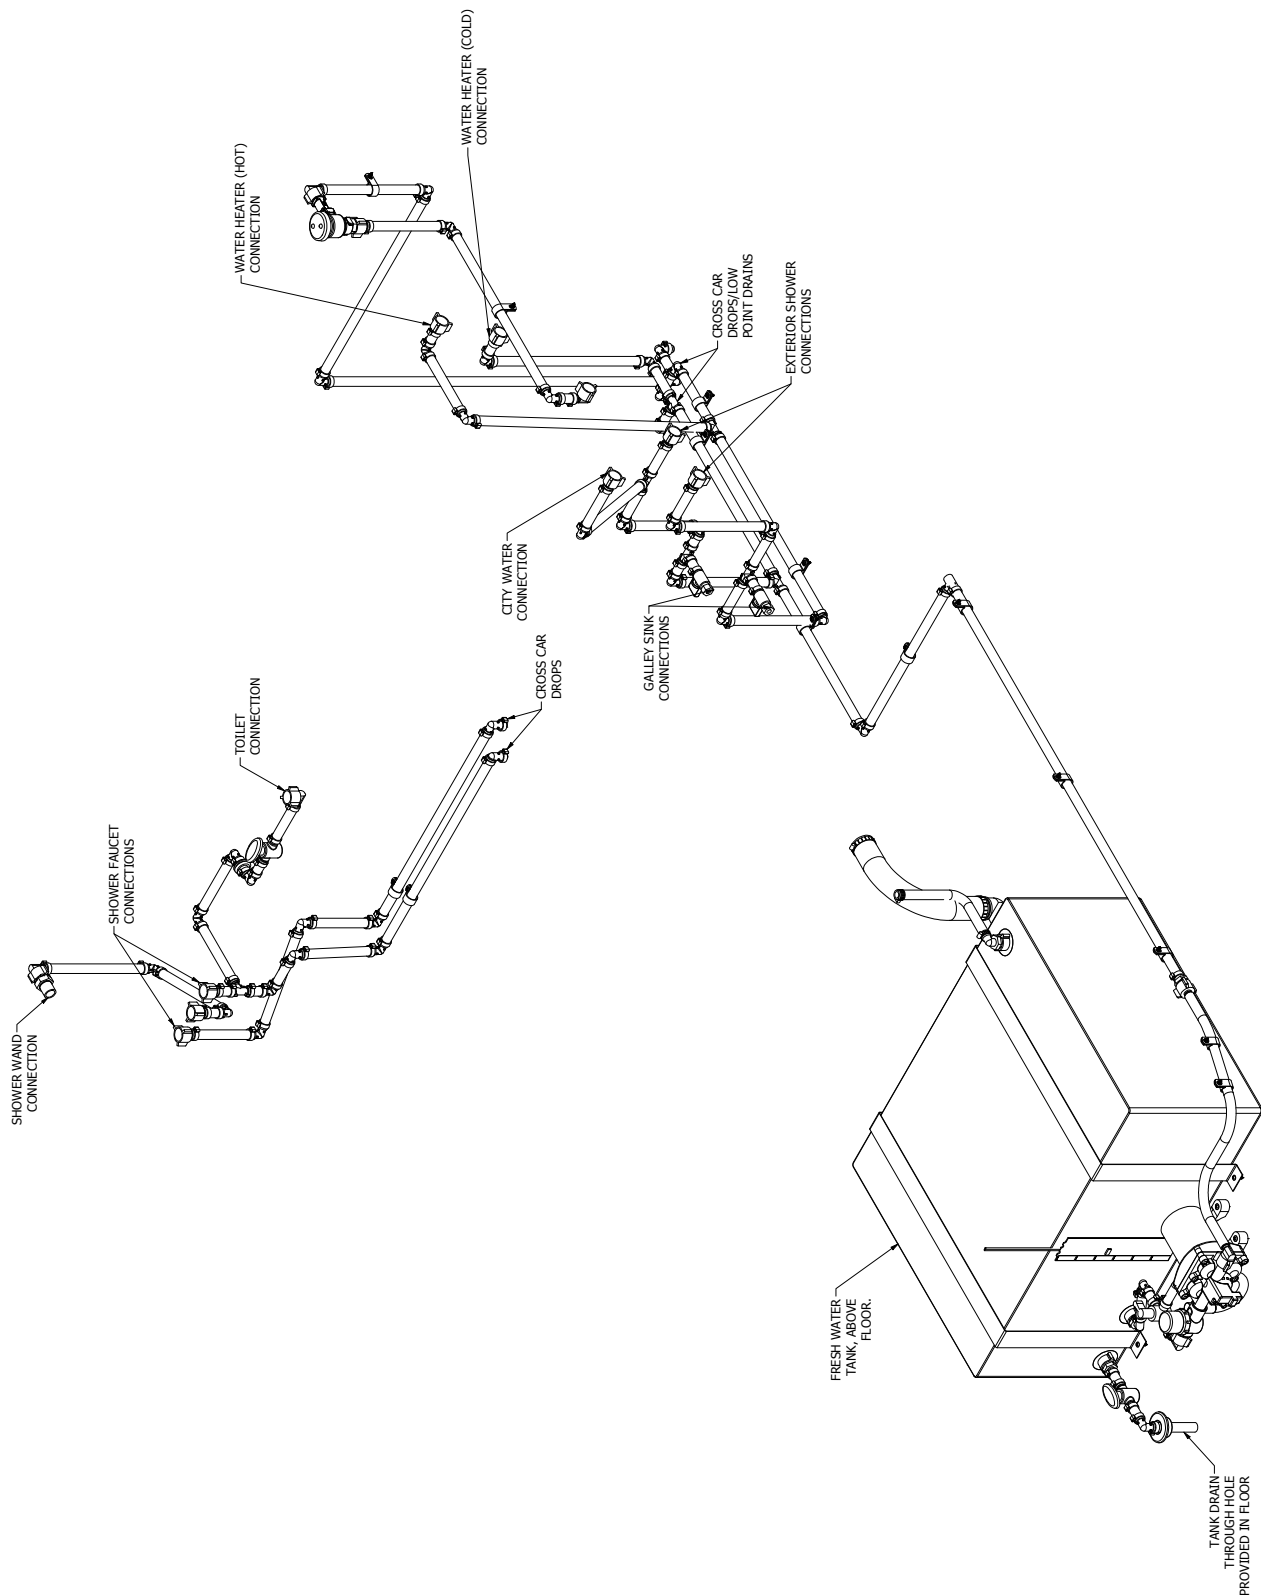 SHOWER WAND
CONNECTION
SHOWER FAUCET
CONNECTIONS
TOILET
CONNECTION
CROSS CAR
DROPS
WATER HEATER (HOT)
CONNECTION
WATER HEATER (COLD)
CONNECTION
CITY WATER
CONNECTION
CROSS CAR
DROPS/LOW
POINT DRAINS
EXTERIOR SHOWER
CONNECTIONS
GALLEY SINK
CONNECTIONS
FRESH WATER
TANK, ABOVE
FLOOR.
TANK DRAIN
THROUGH HOLE
PROVIDED IN FLOOR